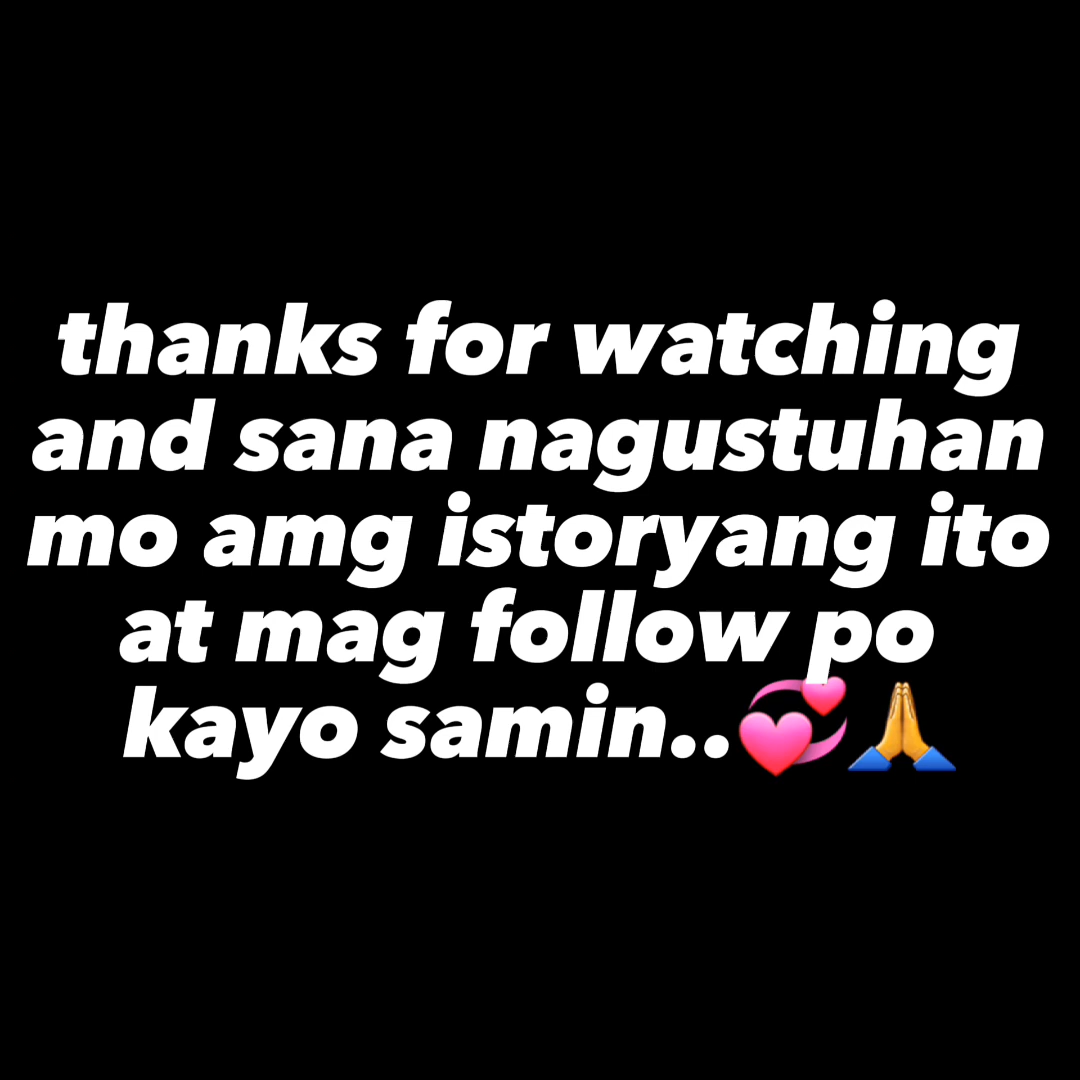 thanks for watching
and sana nagustuhan
mo amg istoryang ito
at mag follow po
kayo samin..💞🙏